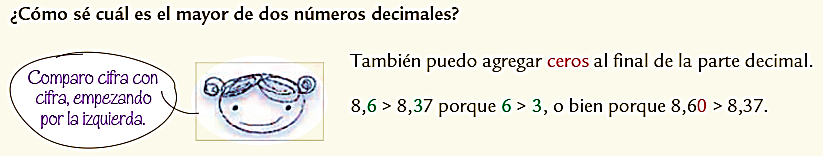 ¿Cómo sé cuál es el mayor de dos números decimales?
Comparo cifra con
cifra, empezando
por la izquierda.
También puedo agregar ceros al final de la parte decimal.
8,6 > 8,37 porque 6 > 3, o bien porque 8,60 > 8,37.